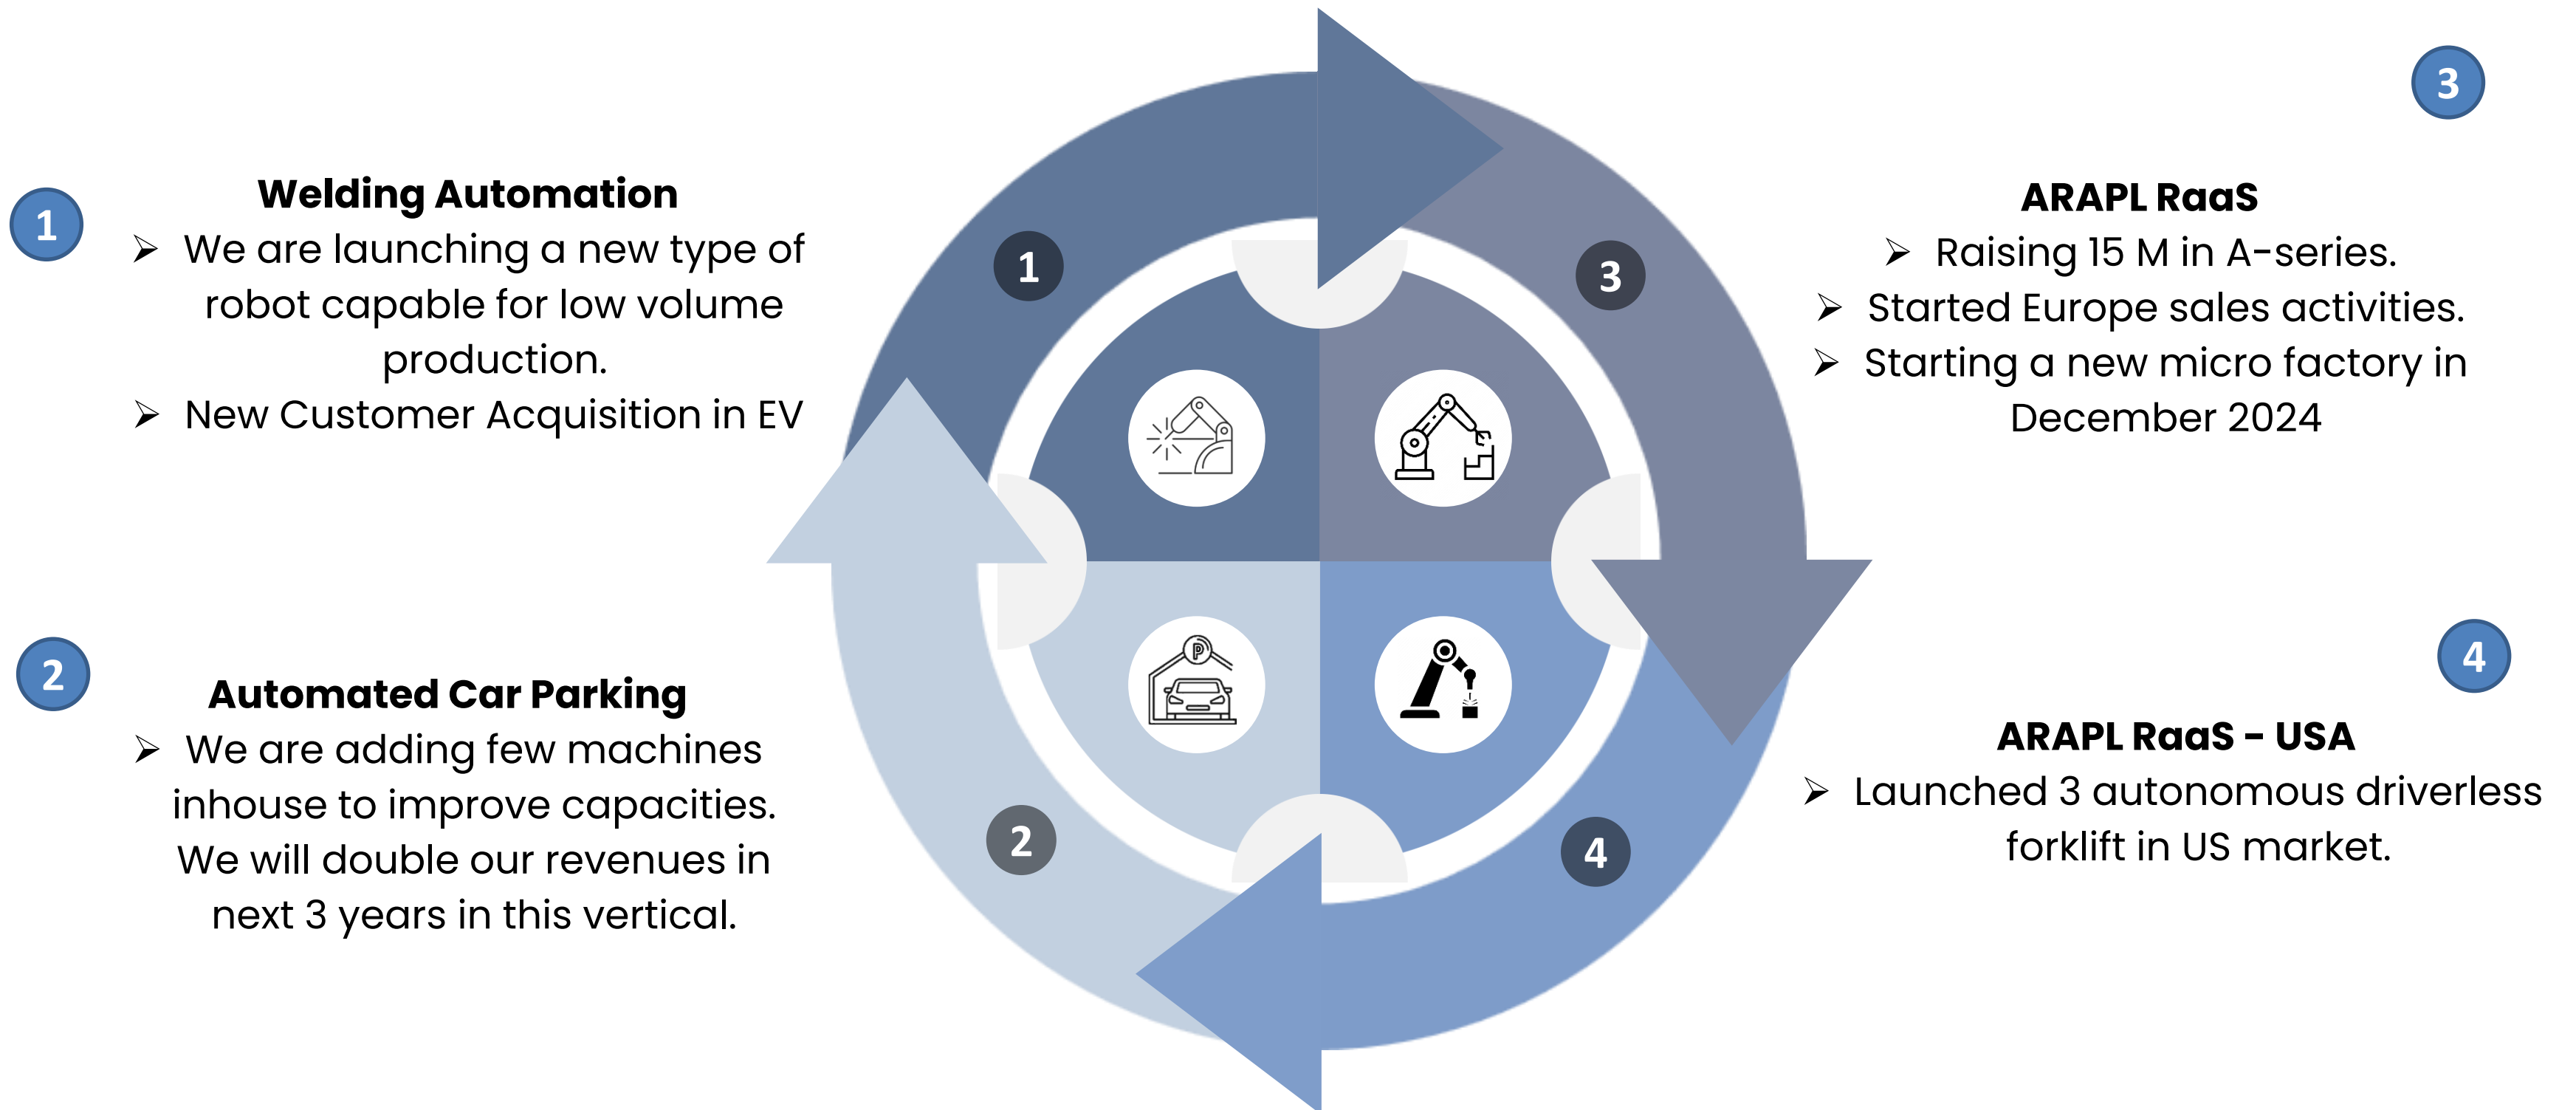 1
Welding Automation
➢ We are launching a new type of
robot capable for low volume
production.
➢ New Customer Acquisition in EV
2
Automated Car Parking
➢ We are adding few machines
inhouse to improve capacities.
We will double our revenues in
next 3 years in this vertical.
1
3
P
2
4
3
ARAPL RaaS
➢ Raising 15 M in A-series.
➢ Started Europe sales activities.
➢ Starting a new micro factory in
December 2024
4
ARAPL RaaS - USA
➢ Launched 3 autonomous driverless
forklift in US market.